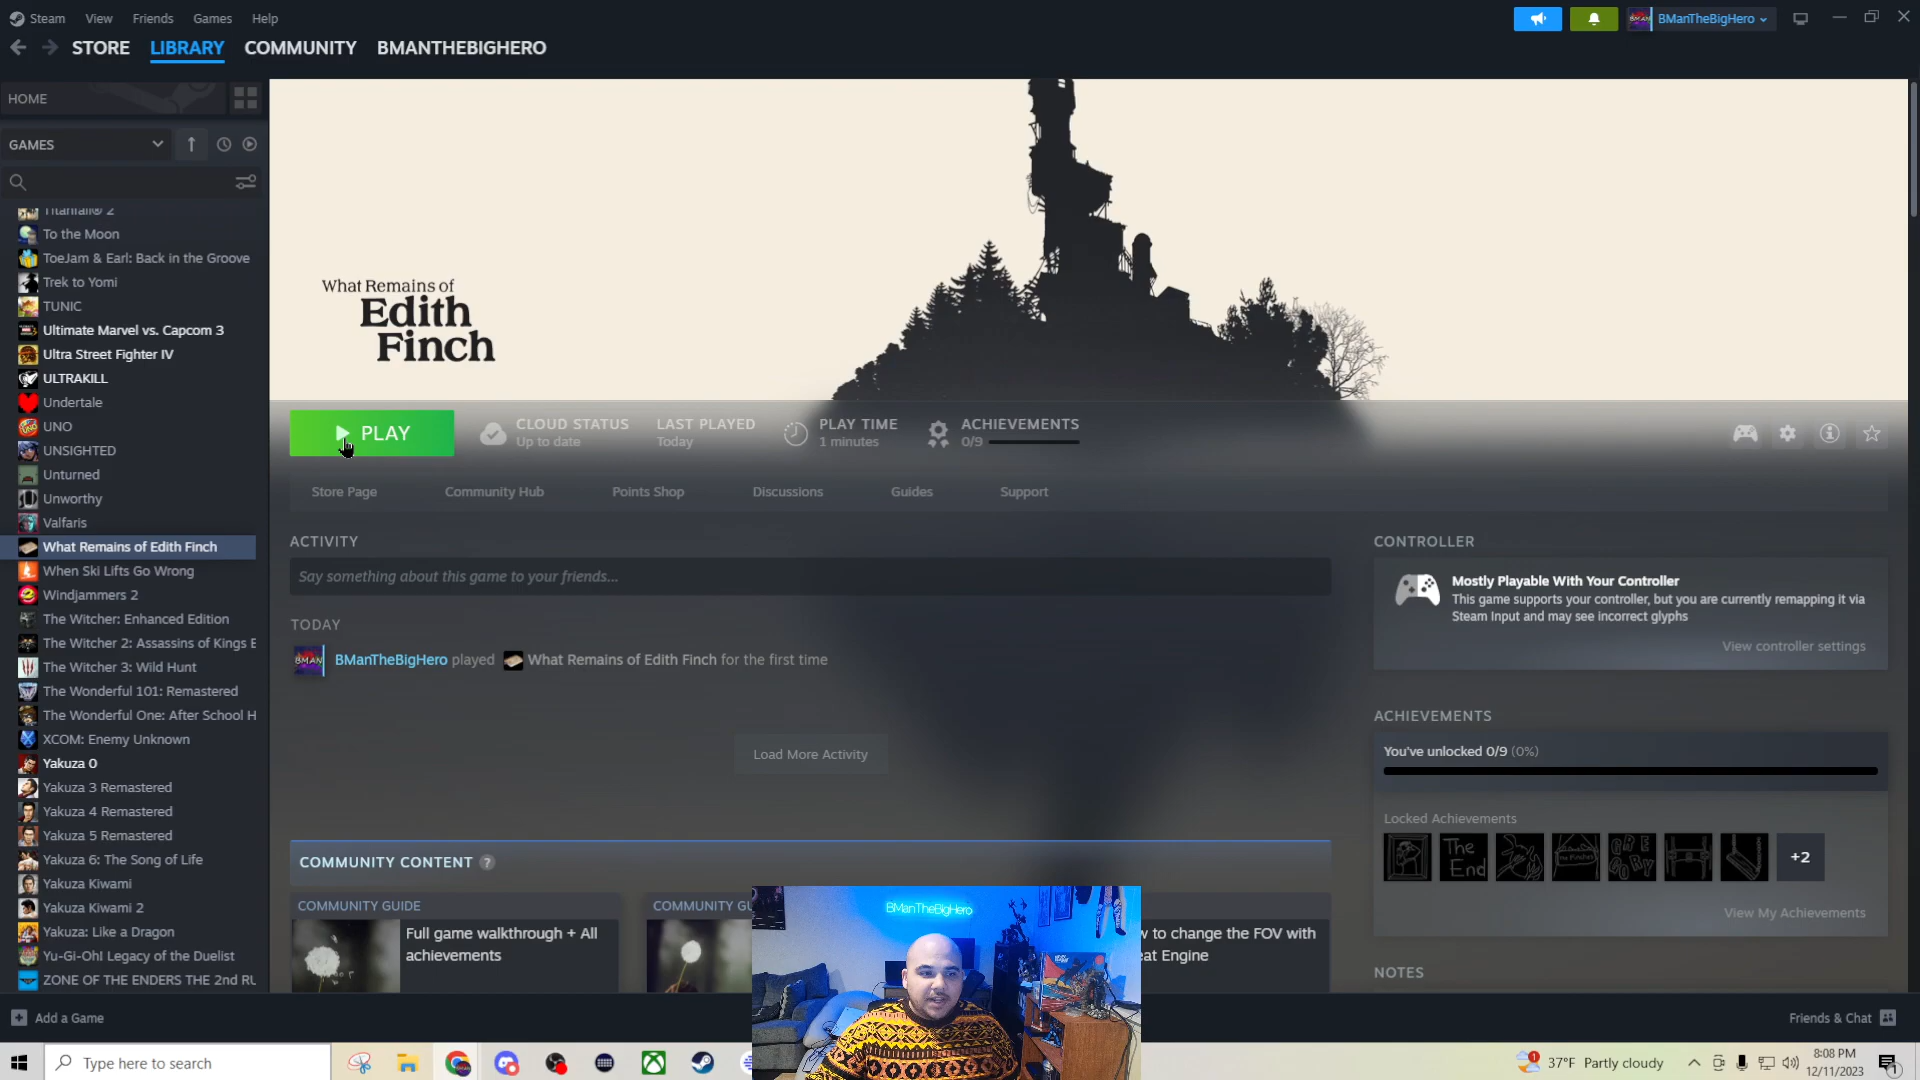 Steam View Friends Games Help
BManTheBigHero
STORE LIBRARY COMMUNITY BMANTHEBIGHERO
HOME
GAMES
Titanfall® 2
To the Moon
ToeJam & Earl: Back in the Groove
Trek to Yomi
TUNIC
Ultimate Marvel vs. Capcom 3
Ultra Street Fighter IV
ULTRAKILL
Undertale
UNO
UNSIGHTED
Unturned
Unworthy
Valfaris
What Remains of Edith Finch
When Ski Lifts Go Wrong
Windjammers 2
The Witcher: Enhanced Edition
The Witcher 2: Assassins of Kings E
The Witcher 3: Wild Hunt
The Wonderful 101: Remastered
The Wonderful One: After School H
XCOM: Enemy Unknown
Yakuza 0
Yakuza 3 Remastered
Yakuza 4 Remastered
Yakuza 5 Remastered
Yakuza 6: The Song of Life
Yakuza Kiwami
Yakuza Kiwami 2
Yakuza: Like a Dragon
Yu-Gi-Oh! Legacy of the Duelist
ZONE OF THE ENDERS THE 2nd RU
Add a Game
What Remains of
Edith
Finch
PLAY
CLOUD STATUS
Up to date
LAST PLAYED
Today
PLAY TIME
1 minutes
ACHIEVEMENTS
0/9
Store Page Community Hub Points Shop Discussions Guides Support
ACTIVITY
Say something about this game to your friends...
TODAY
BMAN
BManTheBigHero played What Remains of Edith Finch for the first time
Load More Activity
COMMUNITY CONTENT ?
COMMUNITY GUIDE
Full game walkthrough + All
achievements
COMMUNITY GU
w to change the FOV with
eat Engine
BManTheBigHero
CONTROLLER
Mostly Playable With Your Controller
This game supports your controller, but you are currently remapping it via
Steam Input and may see incorrect glyphs
View controller settings
ACHIEVEMENTS
You've unlocked 0/9 (0%)
Locked Achievements
The
End
GRE
GORY
+2
View My Achievements
NOTES
Friends & Chat
Type here to search
1
37°F Partly cloudy
8:08 PM
12/11/2023
1